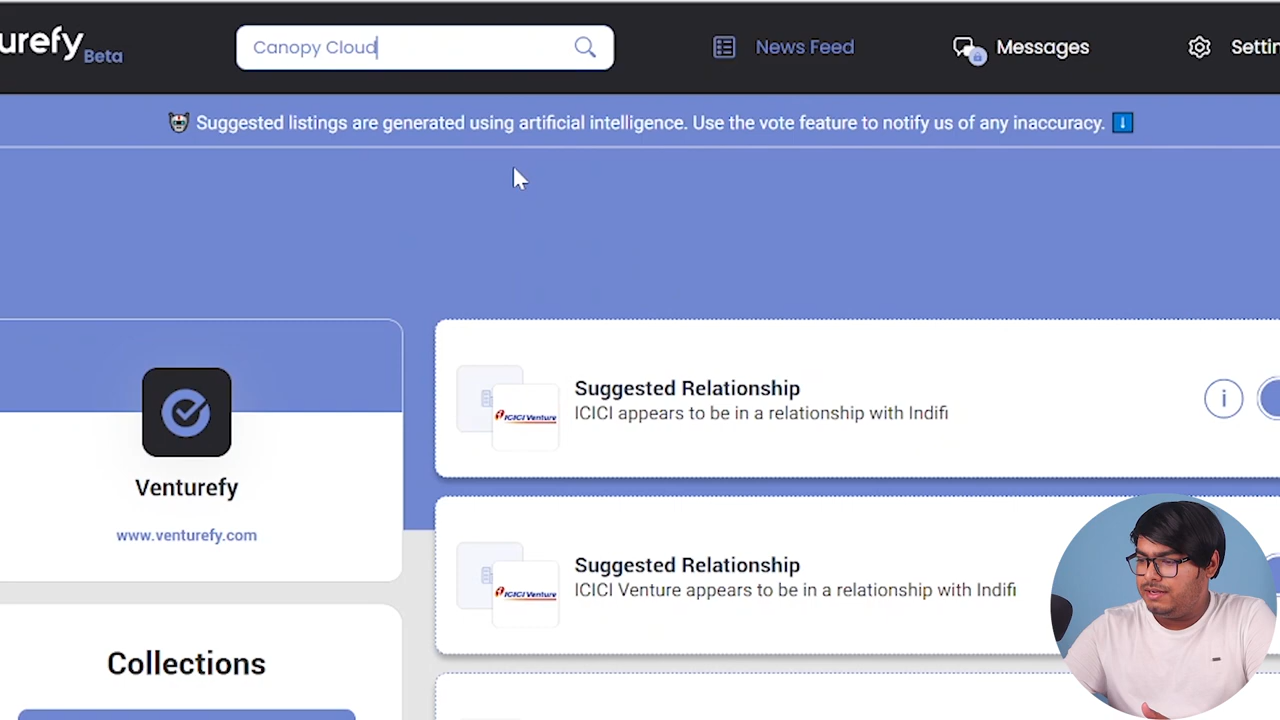 urefy Beta
Canopy Cloud
News Feed
Messages
Settin
Suggested listings are generated using artificial intelligence. Use the vote feature to notify us of any inaccuracy.
Suggested Relationship
ICICI appears to be in a relationship with Indifi
ICICI Venture
Venturefy
www.venturefy.com
Suggested Relationship
ICICI Venture appears to be in a relationship with Indifi
ICICI Venture
Collections